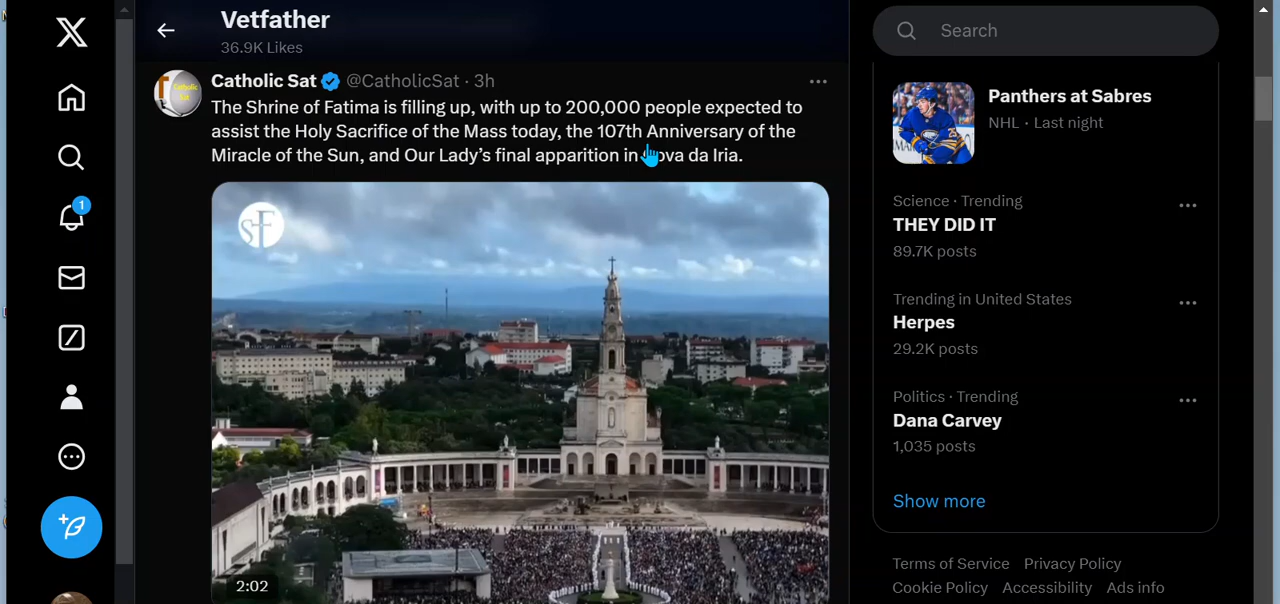 Vetfather
36.9K Likes
Catholic Sat @CatholicSat · 3h
The Shrine of Fatima is filling up, with up to 200,000 people expected to
assist the Holy Sacrifice of the Mass today, the 107th Anniversary of the
Miracle of the Sun, and Our Lady's final apparition in ova da Iria.
SF
2:02
1
Search
Panthers at Sabres
NHL · Last night
Science · Trending
THEY DID IT
89.7K posts
Trending in United States
Herpes
29.2K posts
Politics · Trending
Dana Carvey
1,035 posts
Show more
Terms of Service Privacy Policy
Cookie Policy Accessibility Ads info